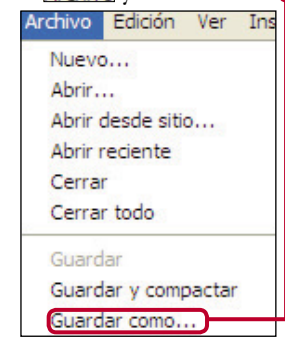 Archivo Edición Ver Ins
Nuevo...
Abrir...
Abrir desde sitio...
Abrir reciente
Cerrar
Cerrar todo
Guardar
Guardar y compactar
Guardar como...